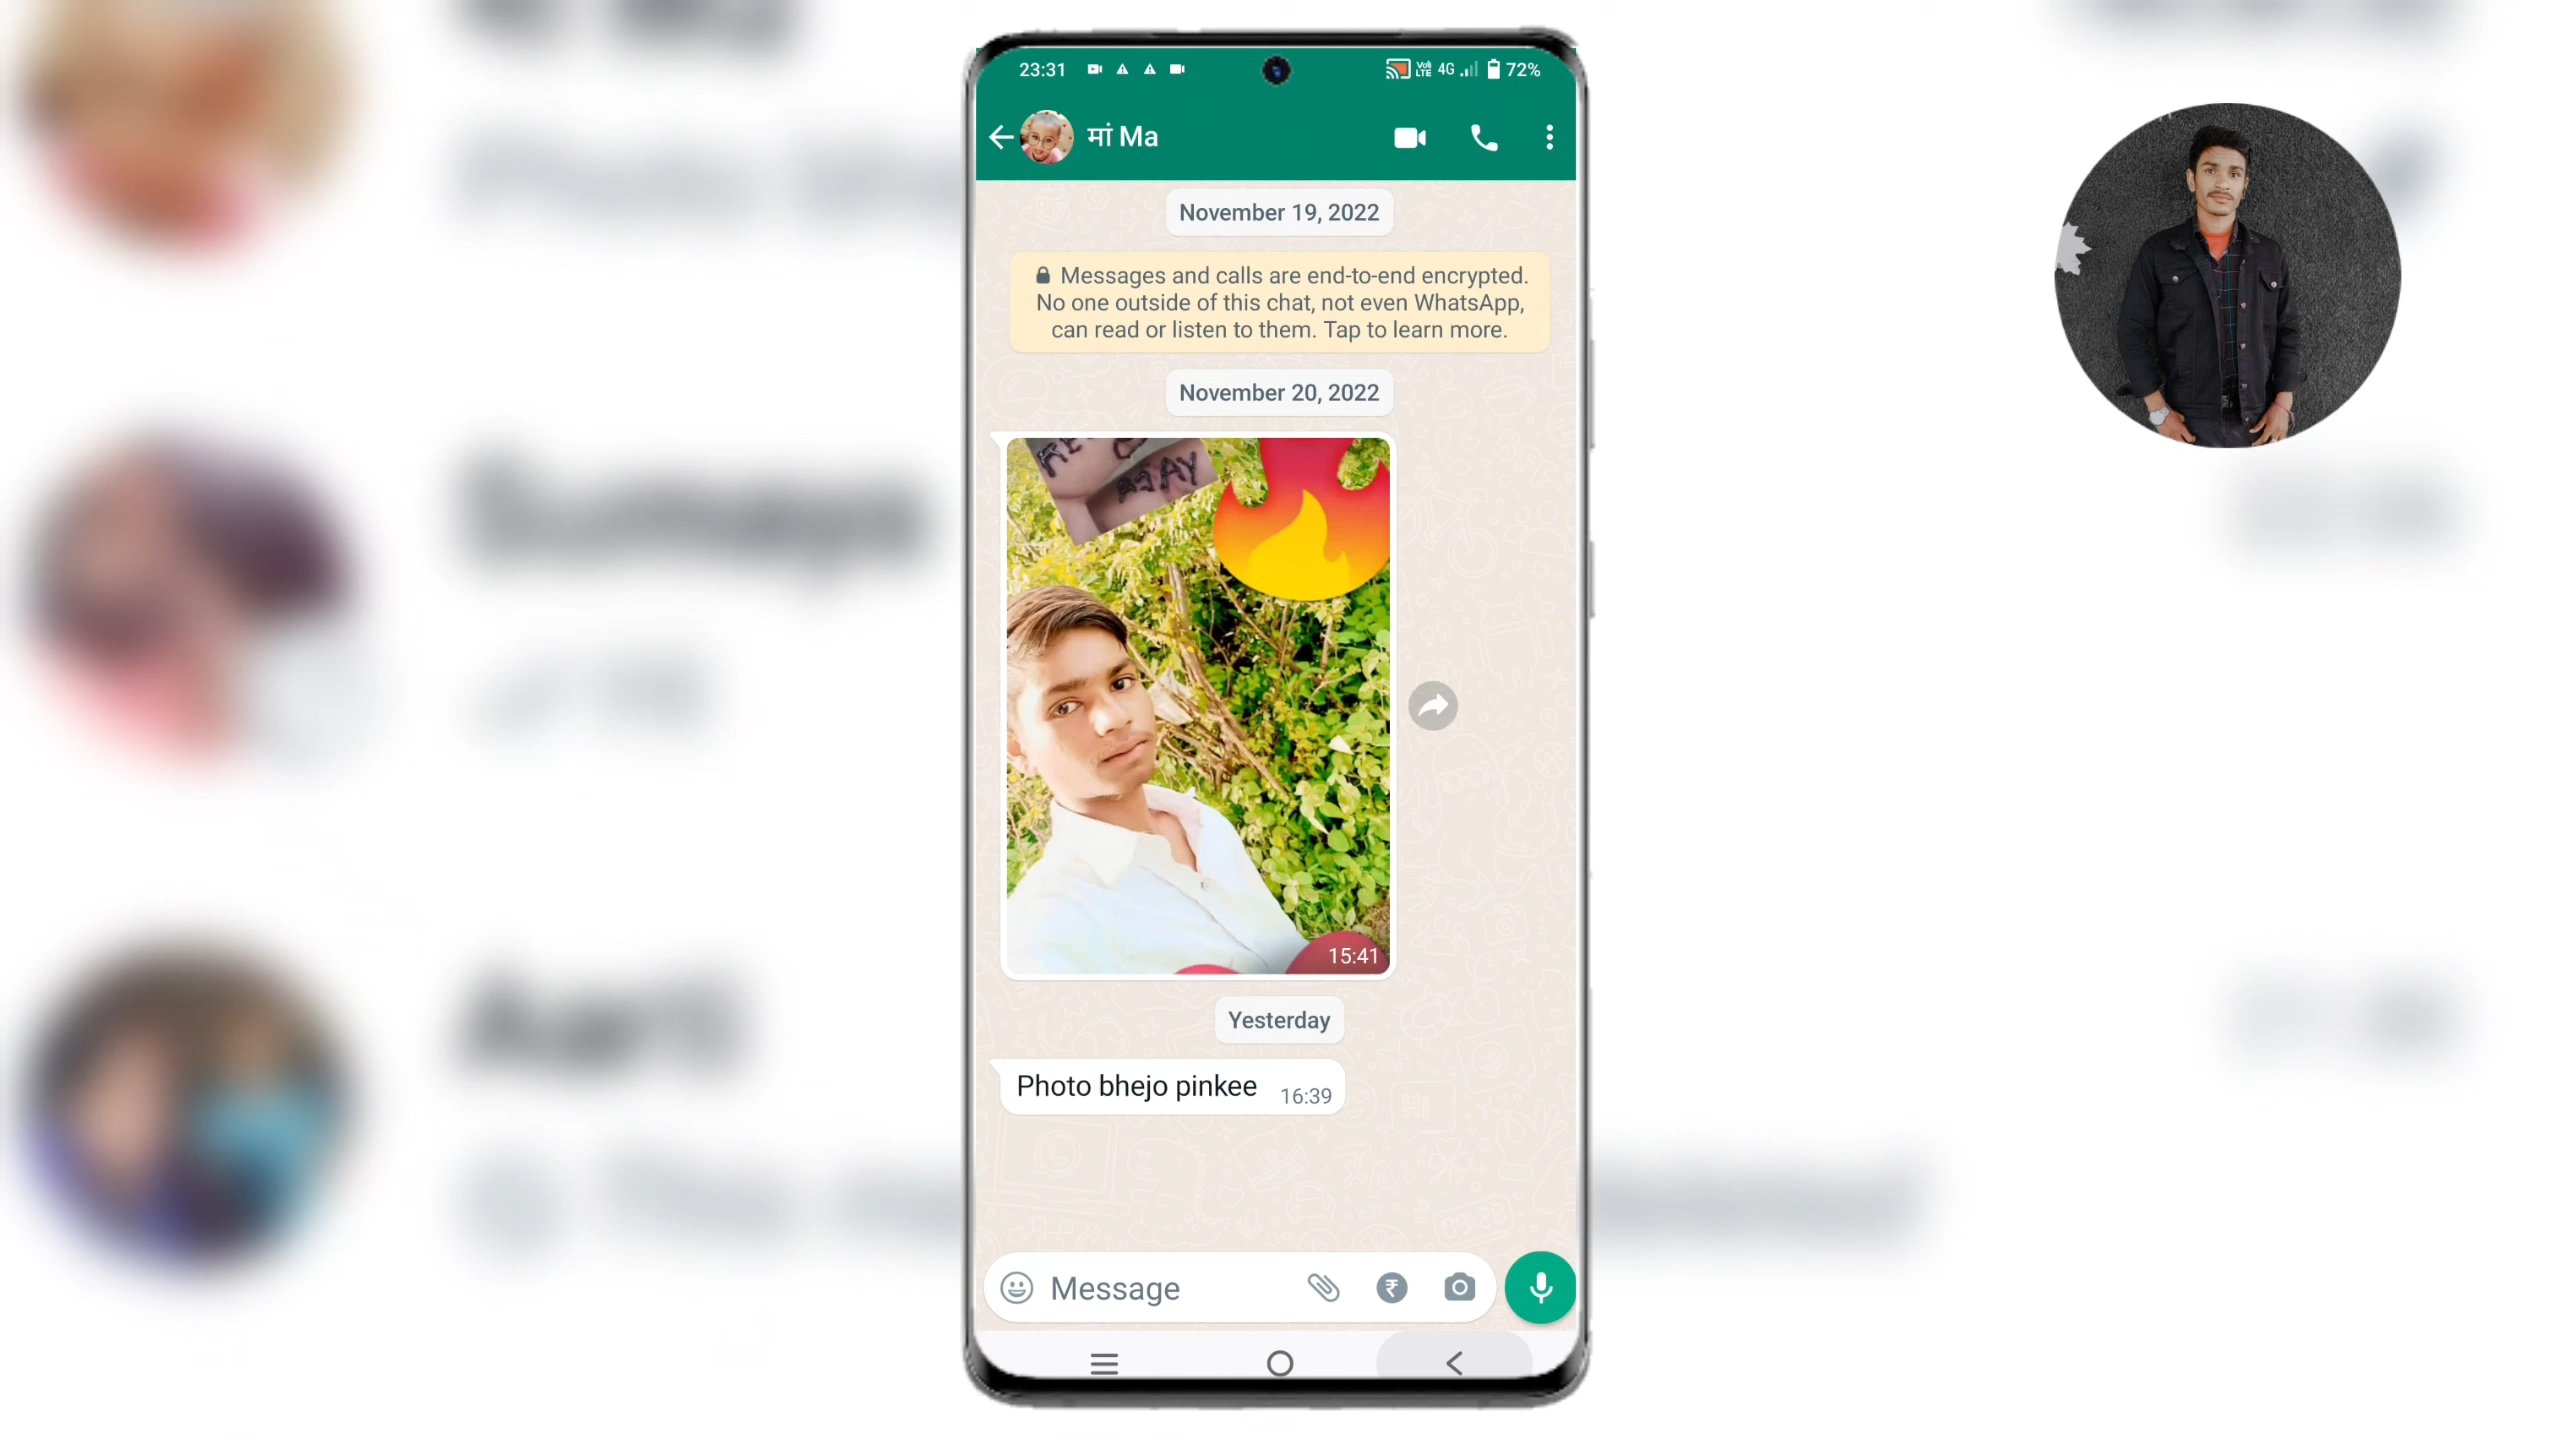 23:31
4G
72%
मां Ma
November 19, 2022
Messages and calls are end-to-end encrypted.
No one outside of this chat, not even WhatsApp,
can read or listen to them. Tap to learn more.
November 20, 2022
AJAY
15:41
Yesterday
Photo bhejo pinkee
16:39
Message